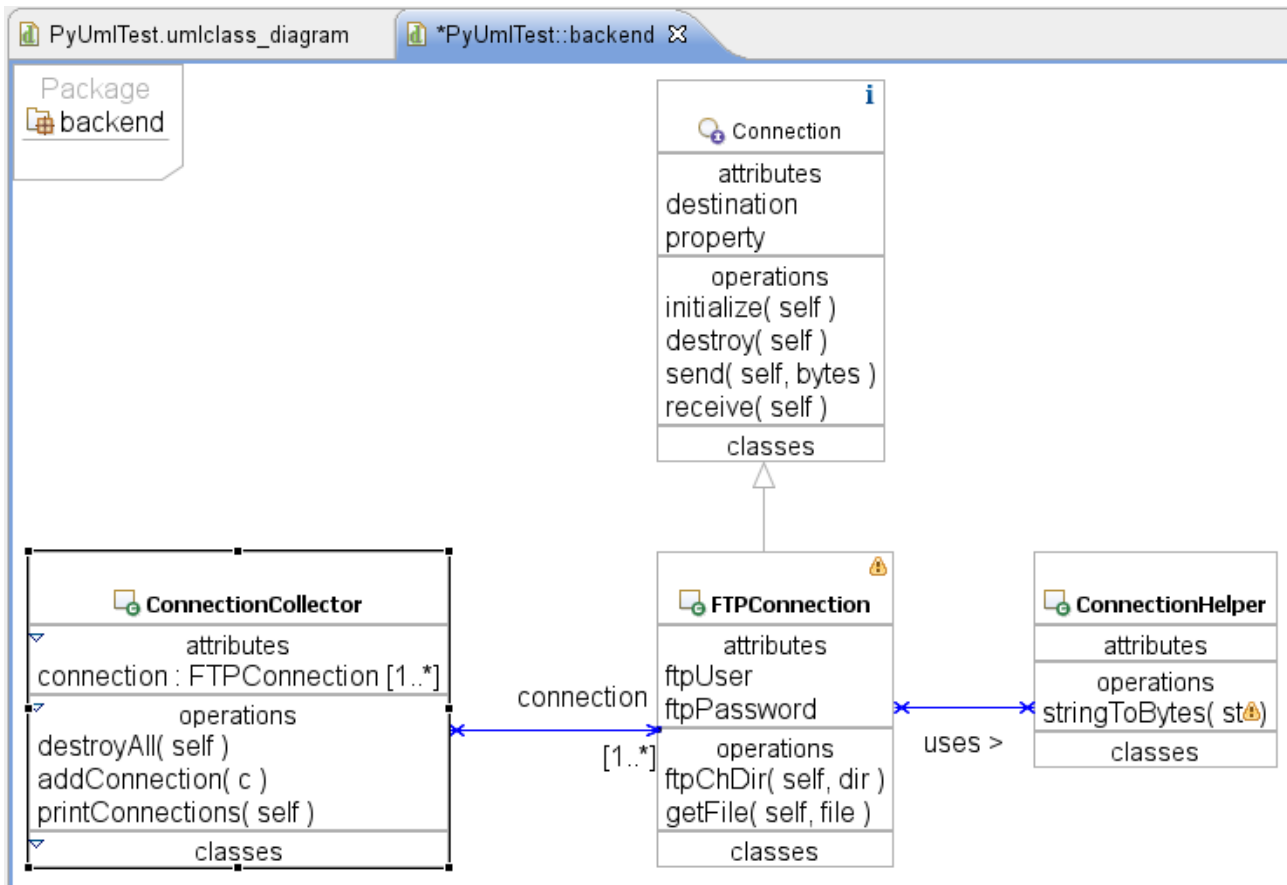 PyUmlTest.umlclass_diagram
*PyUmlTest::backend
Package
backend
i
Connection
attributes
destination
property
operations
initialize( self )
destroy( self )
send( self, bytes )
receive( self )
classes
ConnectionCollector
attributes
connection : FTPConnection [1..*]
operations
destroyAll( self )
addConnection( c )
printConnections( self )
classes
connection
[1..*]
FTPConnection
attributes
ftpUser
ftpPassword
operations
ftpChDir( self, dir )
getFile( self, file )
classes
uses >
ConnectionHelper
attributes
operations
stringToBytes( st )
classes